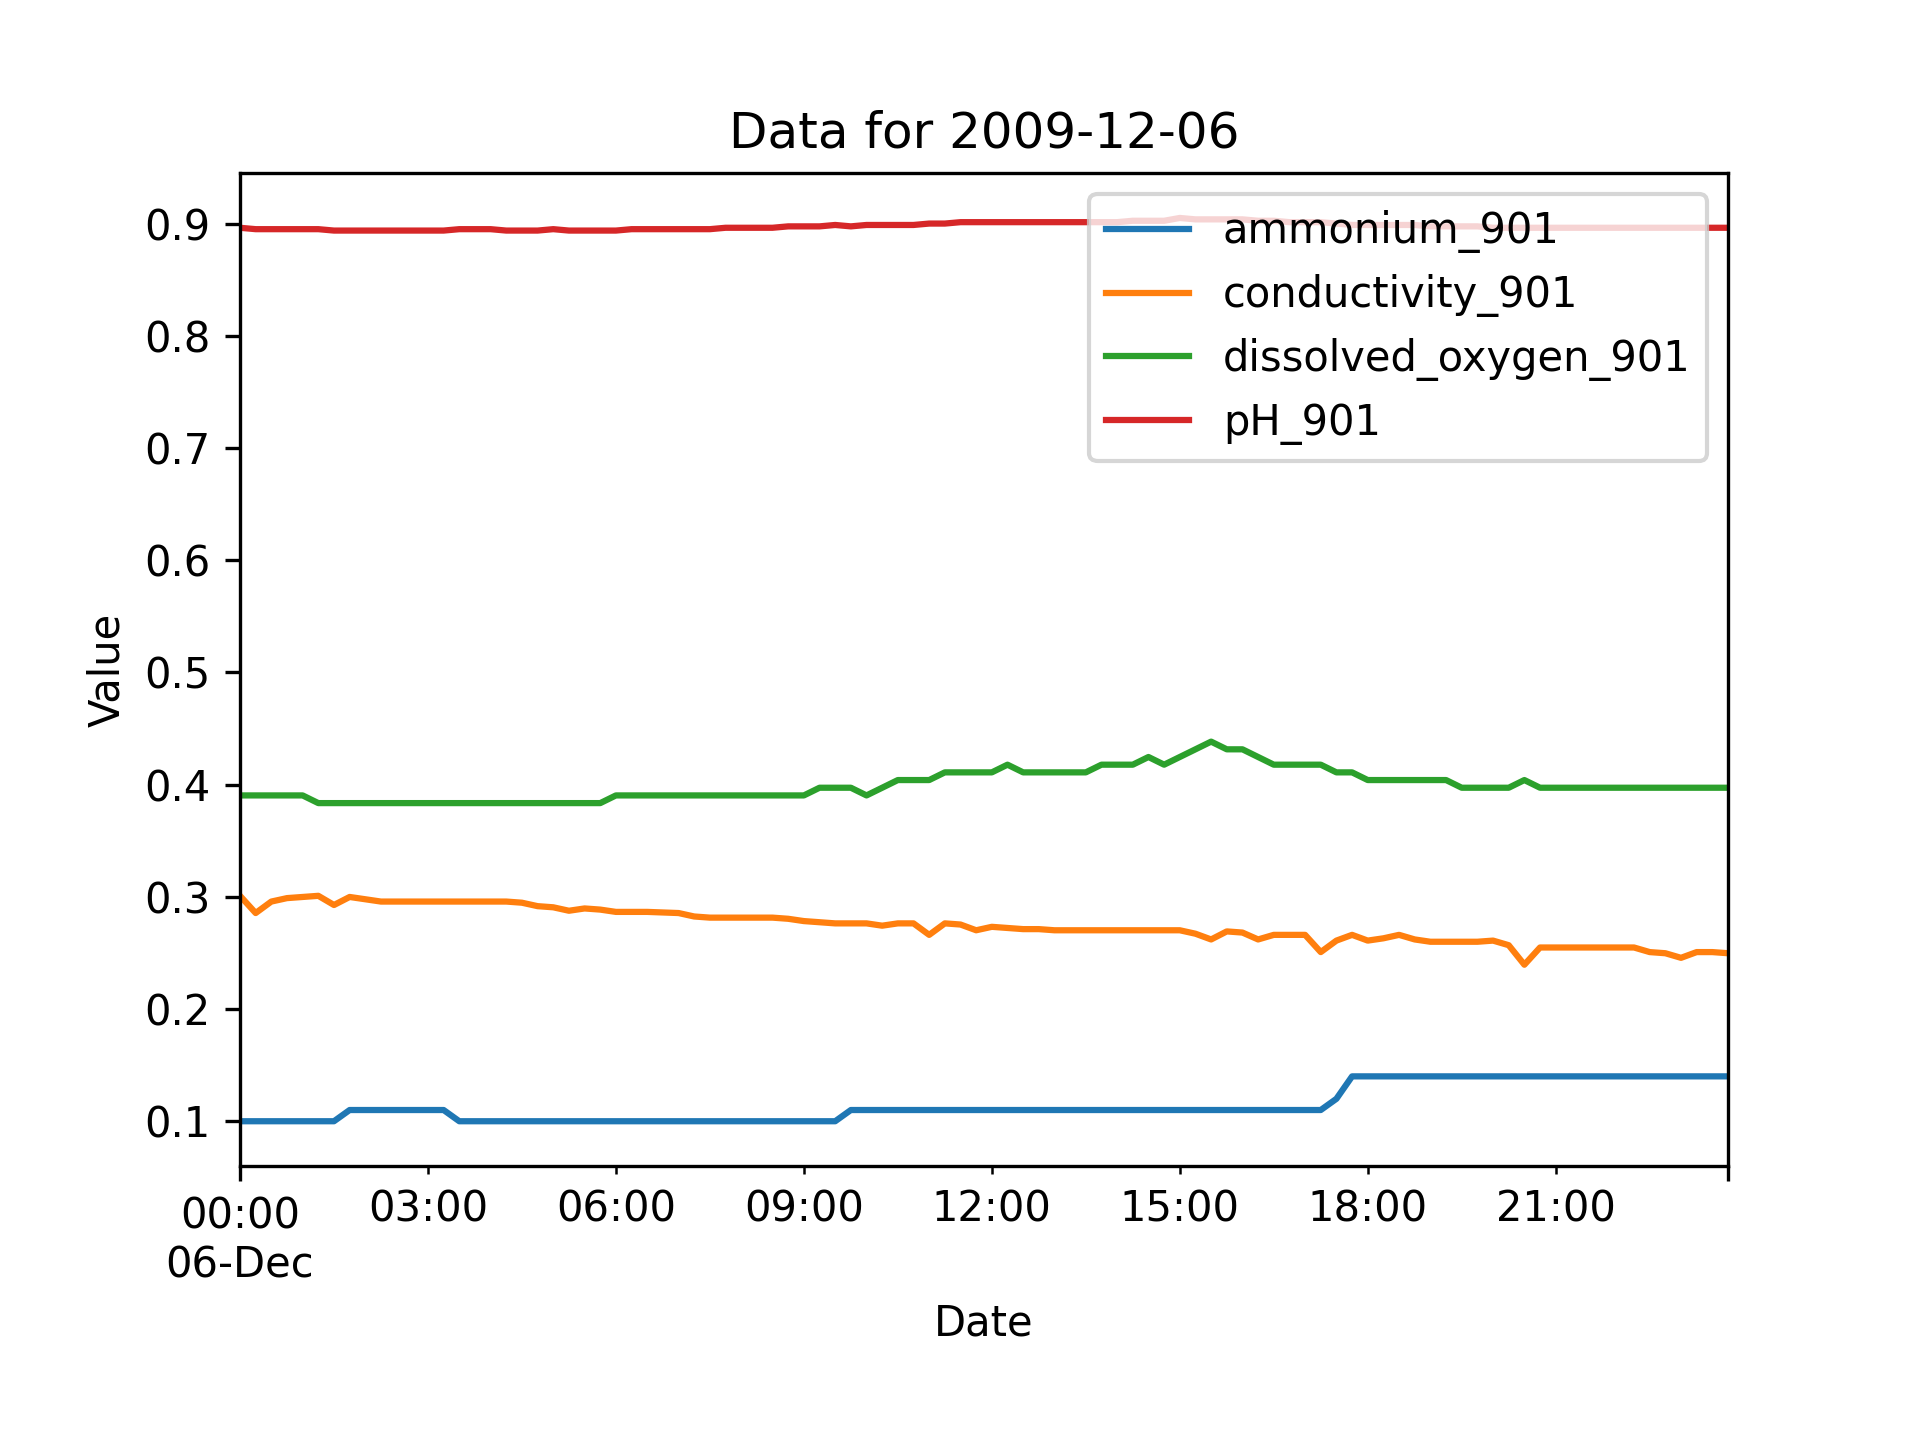 Data for 2009-12-06
ammonium_901
conductivity_901
dissolved_oxygen_901
pH_901
Value
0.9
0.8
0.7
0.6
0.5
0.4
0.3
0.2
0.1
00:00 03:00 06:00 09:00 12:00 15:00 18:00 21:00
06-Dec
Date